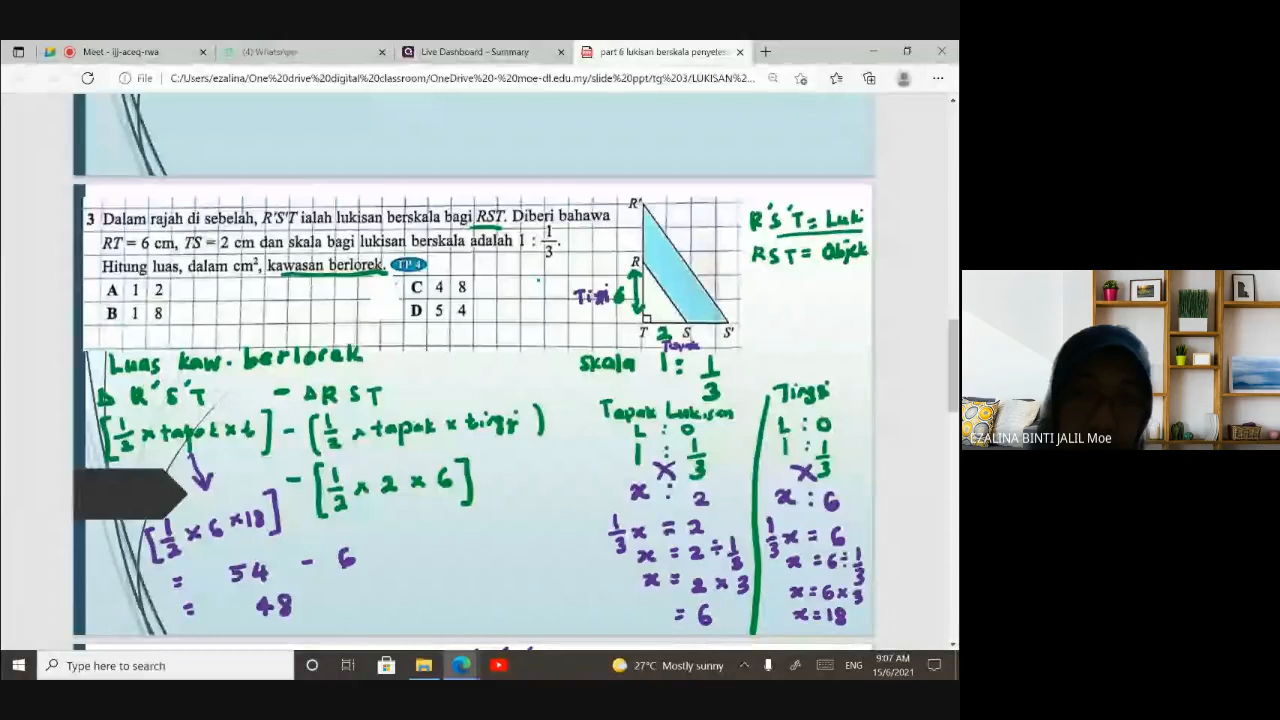 Meet - ijj-aceq-rwa
(4) WhatsApp
Live Dashboard - Summary
part 6 lukisan berskala penyeles
File
C:/Users/ezalina/One%20drive%20digital%20classroom/OneDrive%20-%20moe-dl.edu.my/slide%20ppt/tg%203/LUKISAN%2...
3 Dalam rajah di sebelah, R'S'T ialah lukisan berskala bagi RST. Diberi bahawa
RT = 6 cm, TS = 2 cm dan skala bagi lukisan berskala adalah 1 : 1/3.
Hitung luas, dalam cm², kawasan berlorek. TP 4
A 1 2
C 4 8
B 1 8
D 5 4
R'
R
Tinggi 6
T S S'
2
Tapak
R'S'T = Luki
RST = Objek
Luas kaw. berlorek
Δ R'S'T - Δ RST
[1/2 × tapak × t] - (1/2 × tapak × tinggi)
- [1/2 × 2 × 6]
[1/2 × 6 × 18]
= 54 - 6
= 48
Skala 1 : 1/3
Tapak Lukisan
L : O
1 : 1/3
x : 2
1/3 x = 2
x = 2 ÷ 1/3
x = 2 × 3
= 6
Tinggi
L : O
1 : 1/3
x : 6
1/3 x = 6
x = 6 ÷ 1/3
x = 6 × 3
x = 18
EZALINA BINTI JALIL Moe
Type here to search
27°C Mostly sunny
ENG
9:07 AM
15/6/2021